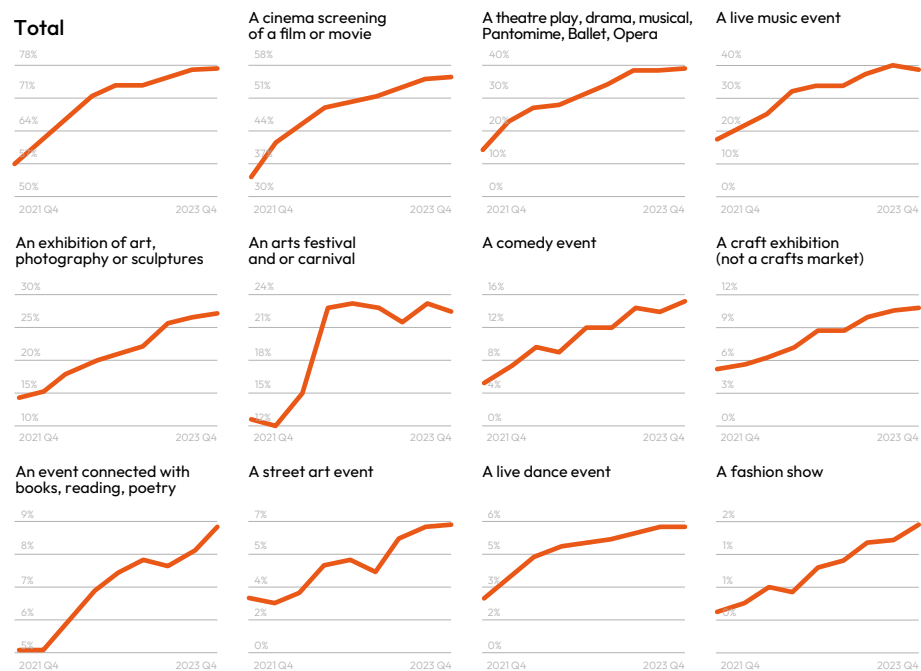 Total
78%
71%
64%
57%
50%
2021 Q4 2023 Q4
A cinema screening
of a film or movie
58%
51%
44%
37%
30%
2021 Q4 2023 Q4
A theatre play, drama, musical,
Pantomime, Ballet, Opera
40%
30%
20%
10%
0%
2021 Q4 2023 Q4
A live music event
40%
30%
20%
10%
0%
2021 Q4 2023 Q4
An exhibition of art,
photography or sculptures
30%
25%
20%
15%
10%
2021 Q4 2023 Q4
An arts festival
and or carnival
24%
21%
18%
15%
12%
2021 Q4 2023 Q4
A comedy event
16%
12%
8%
4%
0%
2021 Q4 2023 Q4
A craft exhibition
(not a crafts market)
12%
9%
6%
3%
0%
2021 Q4 2023 Q4
An event connected with
books, reading, poetry
9%
8%
7%
6%
5%
2021 Q4 2023 Q4
A street art event
7%
5%
4%
2%
0%
2021 Q4 2023 Q4
A live dance event
6%
5%
3%
2%
0%
2021 Q4 2023 Q4
A fashion show
2%
1%
1%
0%
2021 Q4 2023 Q4